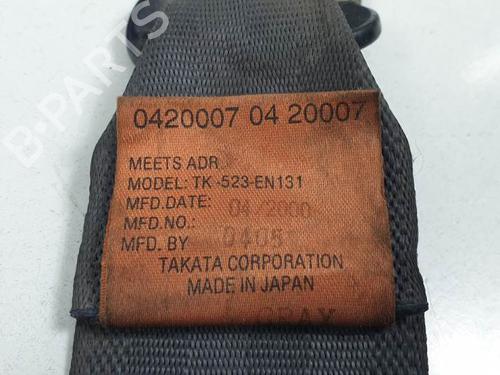 B-PARTS
0420007 04 20007
MEETS ADR
MODEL: TK-523-EN131
MFD.DATE: 04/2000
MFD.NO.: 0405
MFD. BY
TAKATA CORPORATION
MADE IN JAPAN
GRAY